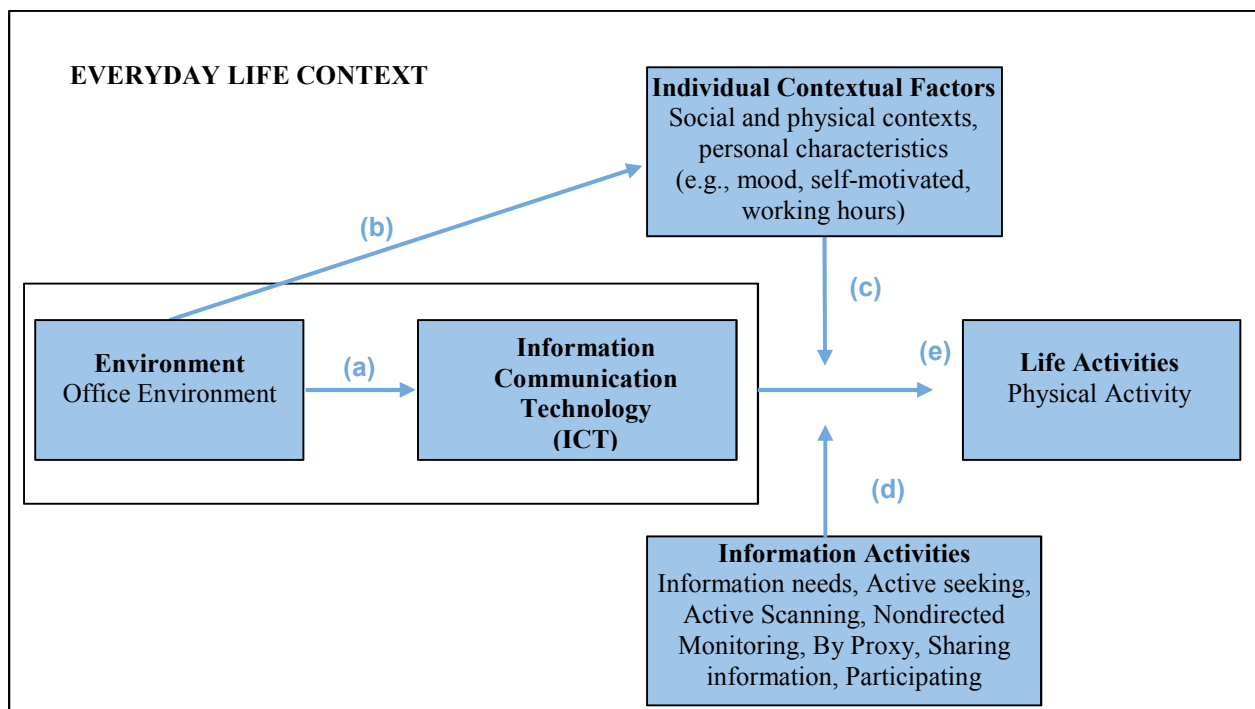 EVERYDAY LIFE CONTEXT
Individual Contextual Factors
Social and physical contexts,
personal characteristics
(e.g., mood, self-motivated,
working hours)
(b)
(c)
Environment
Office Environment
(a)
Information
Communication
Technology
(ICT)
(e)
Life Activities
Physical Activity
(d)
Information Activities
Information needs, Active seeking,
Active Scanning, Nondirected
Monitoring, By Proxy, Sharing
information, Participating